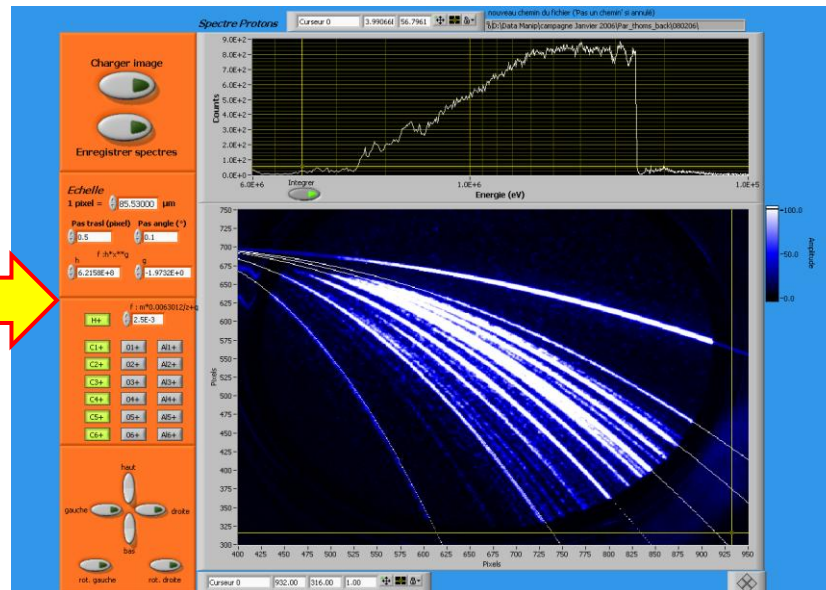 nouveau chemin du fichier ('Pas un chemin' si annulé)
Spectre Protons
Curseur 0 3.99066 56.7961
D:\Data Manip\campagne Janvier 2006\Par_thoms_back\080206\
Charger image
Enregistrer spectres
9.0E+2
8.0E+2
7.0E+2
6.0E+2
5.0E+2
4.0E+2
3.0E+2
2.0E+2
1.0E+2
0.0E+0
Counts
6.0E+6 1.0E+6 1.0E+5
Integrer
Energie (eV)
Echelle
1 pixel = 85.53000 µm
Pas trasl (pixel) Pas angle (°)
0.5 0.1
f :h*x**g
h g
6.2158E+0 -1.9732E+0
f : m*0.0063012/z+g
H+ 2.5E-3
C1+ O1+ Al1+
C2+ O2+ Al2+
C3+ O3+ Al3+
C4+ O4+ Al4+
C5+ O5+ Al5+
C6+ O6+ Al6+
haut
gauche droite
bas
rot. gauche rot. droite
750
725
700
675
650
625
600
575
550
525
500
475
450
425
400
375
350
325
300
Pixels
400 425 450 475 500 525 550 575 600 625 650 675 700 725 750 775 800 825 850 875 900 925 950
Pixels
100.0
50.0
0.0
Amplitude
Curseur 0 932.00 316.00 1.00